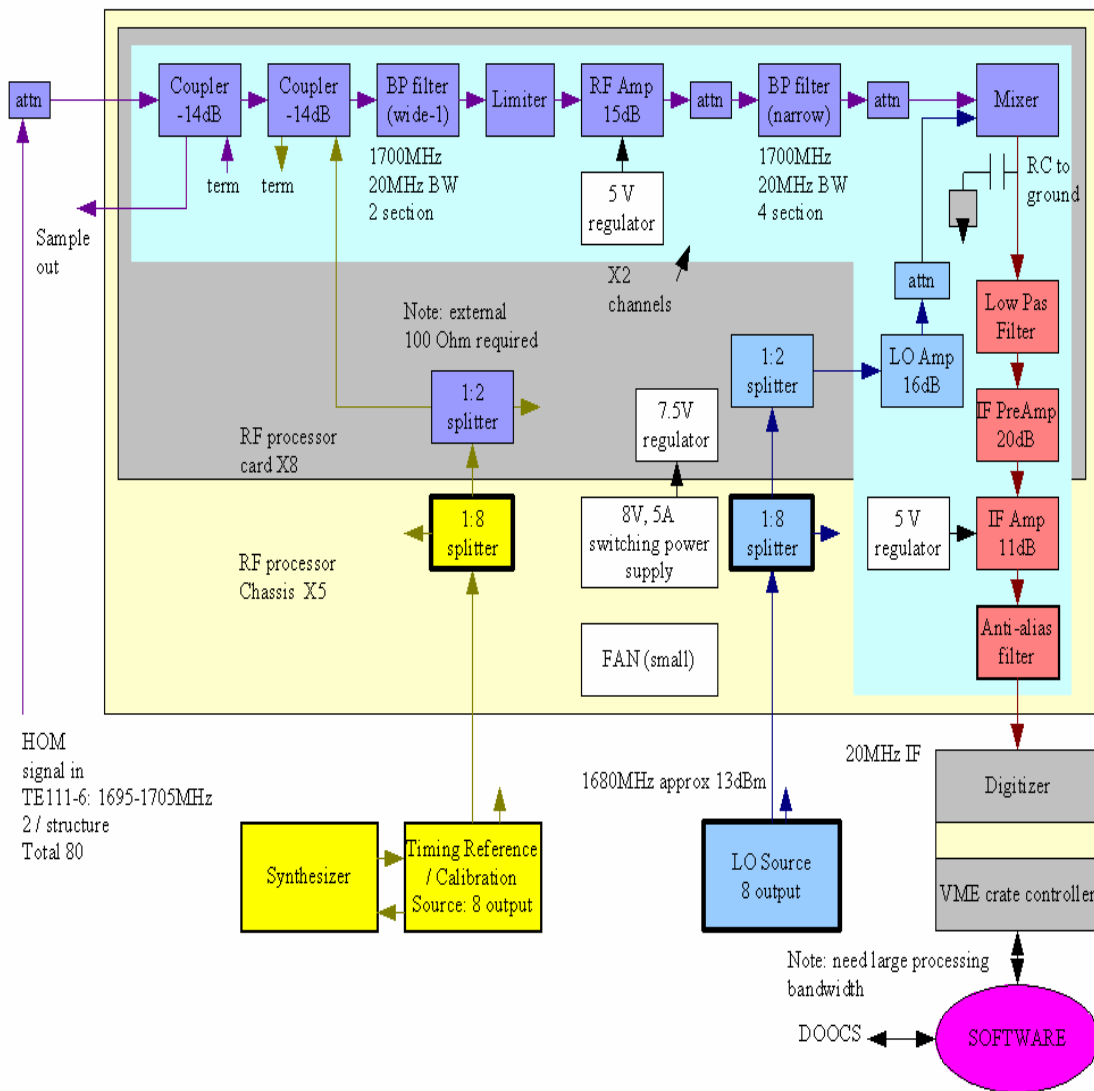 attn
Coupler
-14dB
Coupler
-14dB
BP filter
(wide-1)
Limiter
RF Amp
15dB
attn
BP filter
(narrow)
attn
Mixer
term
term
1700MHz
20MHz BW
2 section
5 V
regulator
1700MHz
20MHz BW
4 section
RC to
ground
Sample
out
X2
channels
attn
Low Pas
Filter
Note: external
100 Ohm required
1:2
splitter
LO Amp
16dB
1:2
splitter
7.5V
regulator
IF PreAmp
20dB
RF processor
card X8
1:8
splitter
8V, 5A
switching power
supply
1:8
splitter
5 V
regulator
IF Amp
11dB
RF processor
Chassis X5
FAN (small)
Anti-alias
filter
HOM
signal in
TE111-6: 1695-1705MHz
2 / structure
Total 80
20MHz IF
1680MHz approx 13dBm
Digitizer
Synthesizer
Timing Reference
/ Calibration
Source: 8 output
LO Source
8 output
VME crate controller
Note: need large processing
bandwidth
DOOCS
SOFTWARE